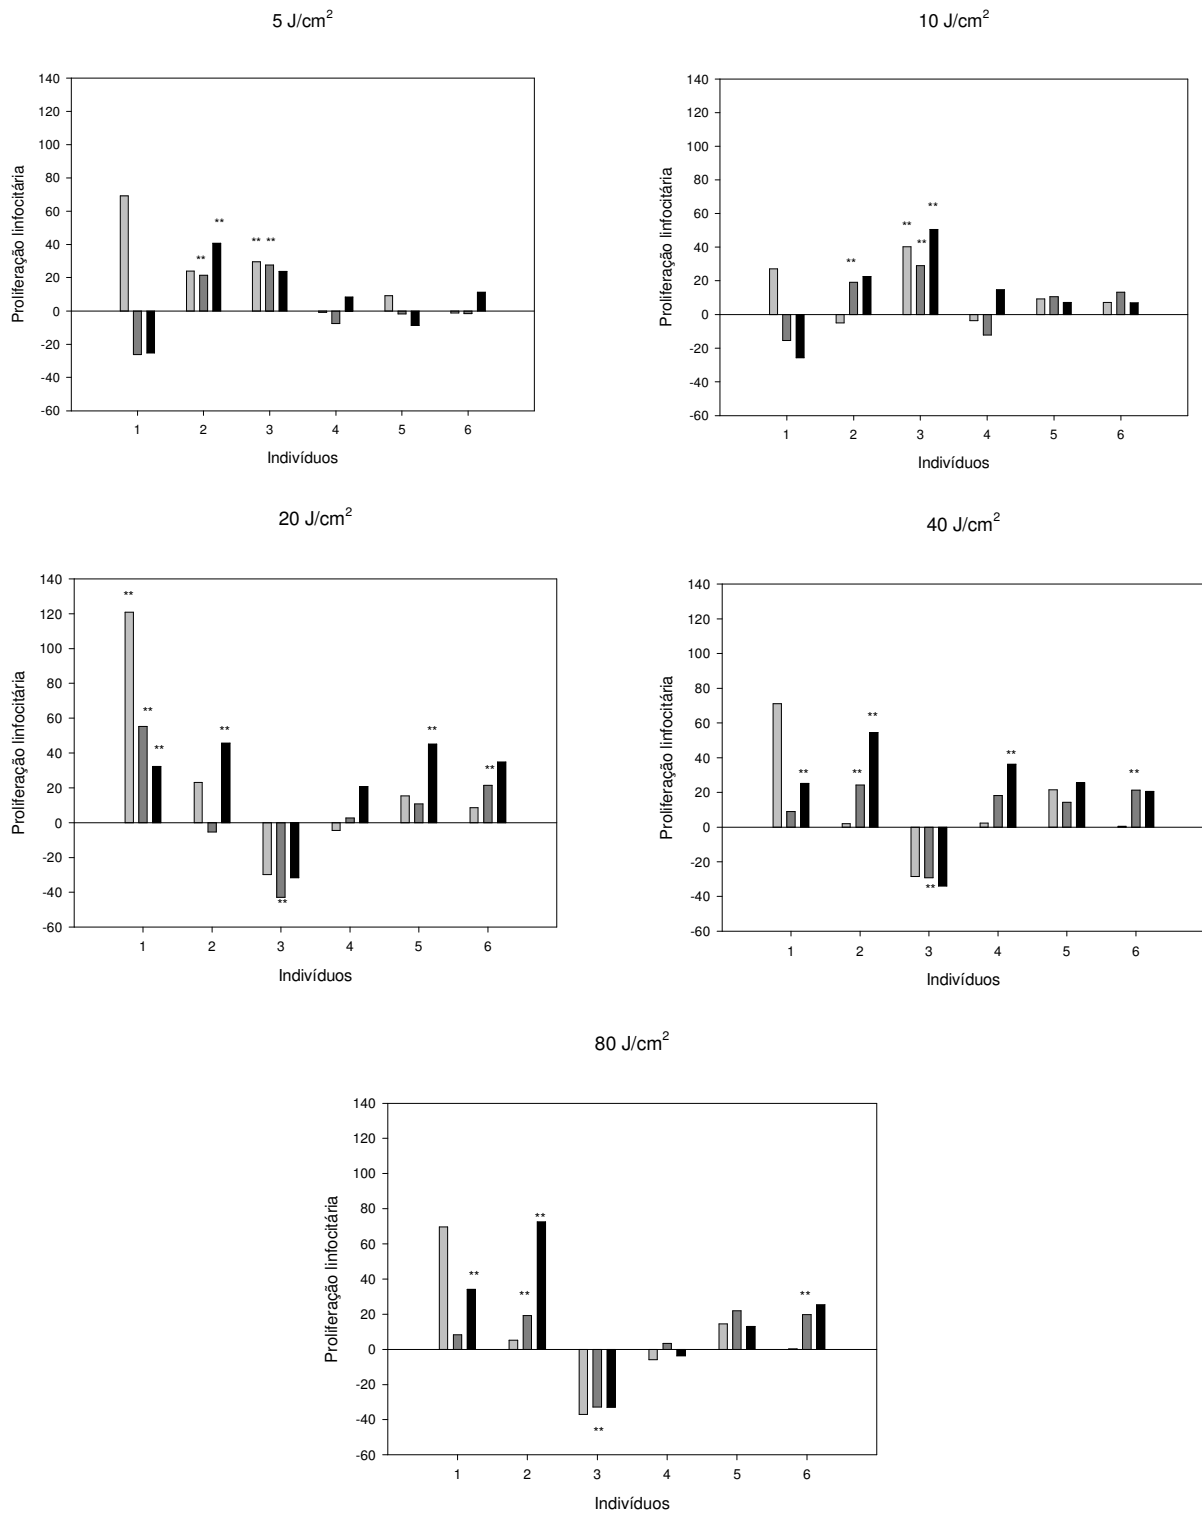 5 J/cm²
140
120
100
80
60
40
20
0
-20
-40
-60
Proliferação linfocitária
** ** ** **
1 2 3 4 5 6
Indivíduos
10 J/cm²
140
120
100
80
60
40
20
0
-20
-40
-60
Proliferação linfocitária
** ** ** **
1 2 3 4 5 6
Indivíduos
20 J/cm²
140
120
100
80
60
40
20
0
-20
-40
-60
Proliferação linfocitária
** ** ** ** ** ** **
1 2 3 4 5 6
Indivíduos
40 J/cm²
140
120
100
80
60
40
20
0
-20
-40
-60
Proliferação linfocitária
** ** ** ** ** **
1 2 3 4 5 6
Indivíduos
80 J/cm²
140
120
100
80
60
40
20
0
-20
-40
-60
Proliferação linfocitária
** ** ** ** **
1 2 3 4 5 6
Indivíduos